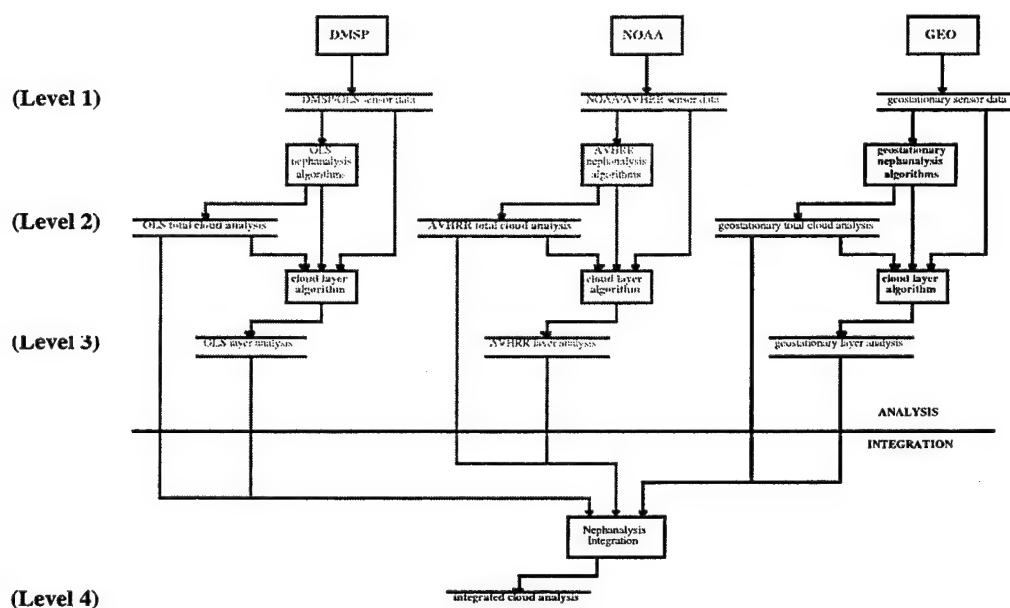 DMSP
NOAA
GEO
(Level 1)
DMSP/OLS sensor data
NOAA/AVHRR sensor data
geostationary sensor data
OLS
nephanalysis
algorithms
AVHRR
nephanalysis
algorithms
geostationary
nephanalysis
algorithms
(Level 2)
OLS total cloud analysis
AVHRR total cloud analysis
geostationary total cloud analysis
cloud layer
algorithm
cloud layer
algorithm
cloud layer
algorithm
(Level 3)
OLS layer analysis
AVHRR layer analysis
geostationary layer analysis
ANALYSIS
INTEGRATION
Nephanalysis
Integration
(Level 4)
integrated cloud analysis